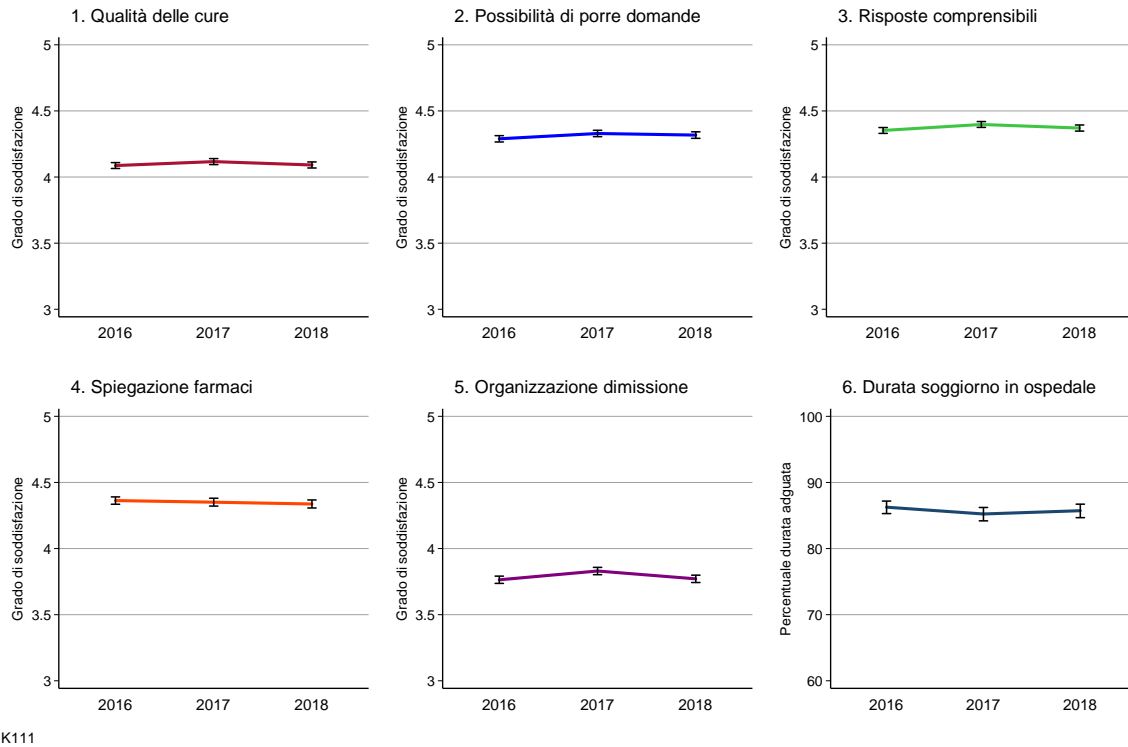 1. Qualità delle cure
Grado di soddisfazione
5
4.5
4
3.5
3
2016 2017 2018
2. Possibilità di porre domande
Grado di soddisfazione
5
4.5
4
3.5
3
2016 2017 2018
3. Risposte comprensibili
Grado di soddisfazione
5
4.5
4
3.5
3
2016 2017 2018
4. Spiegazione farmaci
Grado di soddisfazione
5
4.5
4
3.5
3
2016 2017 2018
5. Organizzazione dimissione
Grado di soddisfazione
5
4.5
4
3.5
3
2016 2017 2018
6. Durata soggiorno in ospedale
Percentuale durata adguata
100
90
80
70
60
2016 2017 2018
K111